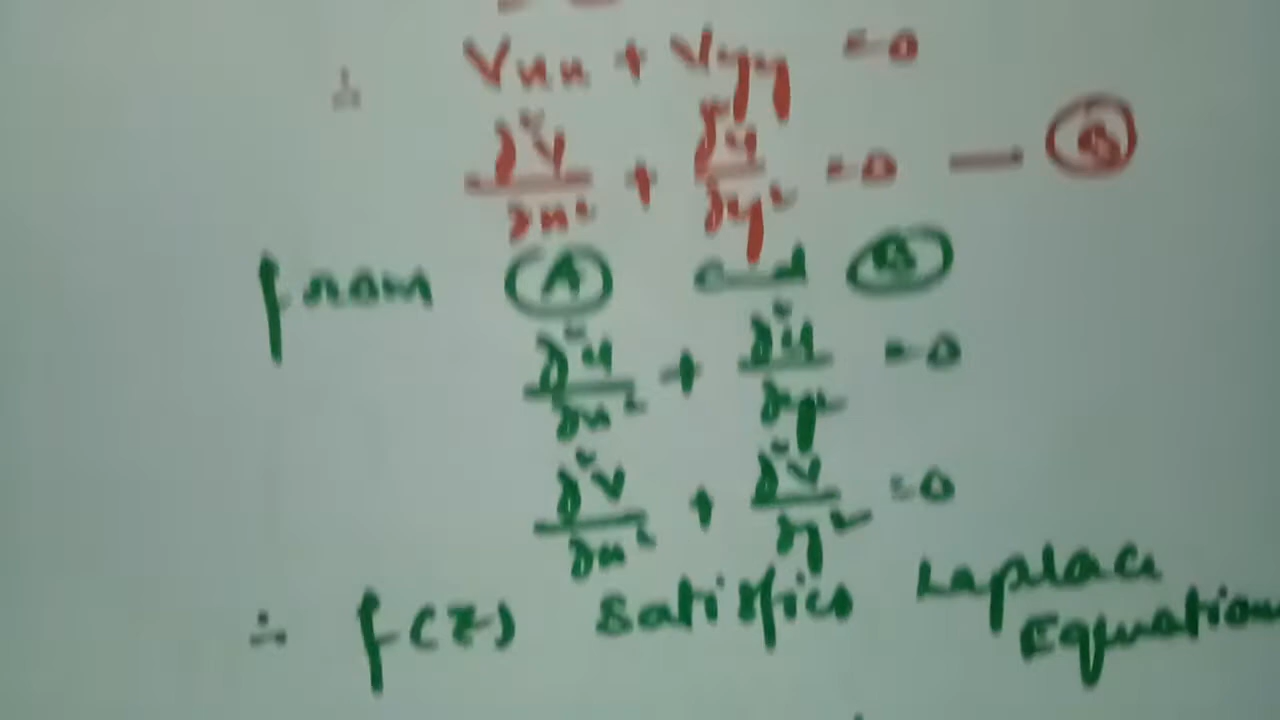 ∴ Vxx + Vyy = 0
∂²V/∂x² + ∂²V/∂y² = 0 — (B)
from (A) and (B)
∂²u/∂x² + ∂²u/∂y² = 0
∂²v/∂x² + ∂²v/∂y² = 0
∴ f(z) satisfies Laplace
Equation